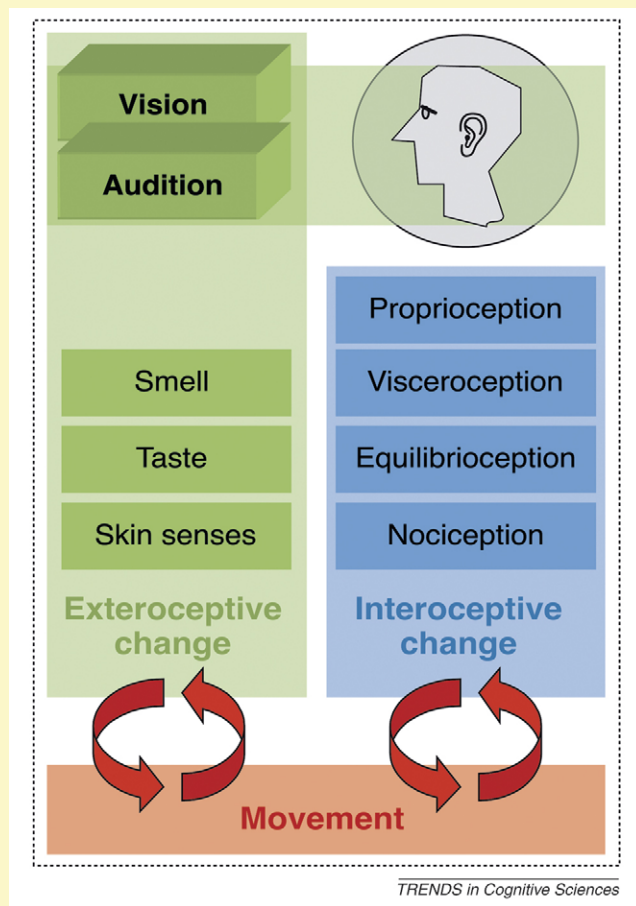 Vision
Audition
Proprioception
Smell
Visceroception
Taste
Equilibrioception
Skin senses
Nociception
Exteroceptive
change
Interoceptive
change
Movement
TRENDS in Cognitive Sciences